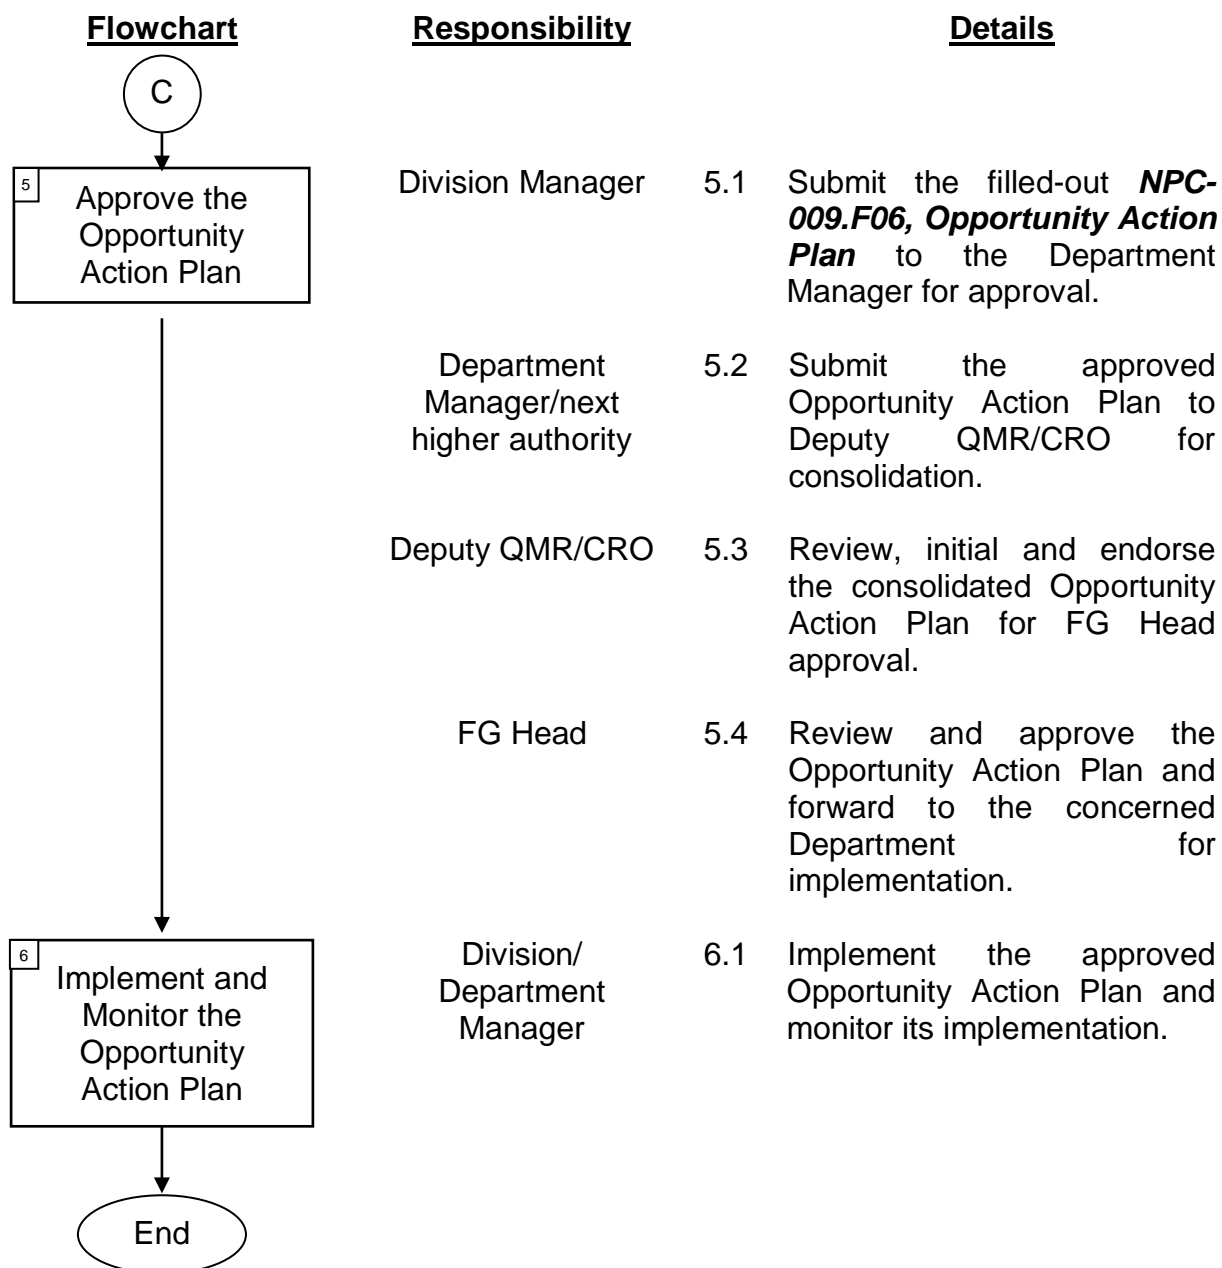 Flowchart Responsibility Details
C
5
Approve the
Opportunity
Action Plan
Division Manager
5.1 Submit the filled-out NPC-
009.F06, Opportunity Action
Plan to the Department
Manager for approval.
Department
Manager/next
higher authority
5.2 Submit the approved
Opportunity Action Plan to
Deputy QMR/CRO for
consolidation.
Deputy QMR/CRO
5.3 Review, initial and endorse
the consolidated Opportunity
Action Plan for FG Head
approval.
FG Head
5.4 Review and approve the
Opportunity Action Plan and
forward to the concerned
Department for
implementation.
6
Implement and
Monitor the
Opportunity
Action Plan
Division/
Department
Manager
6.1 Implement the approved
Opportunity Action Plan and
monitor its implementation.
End